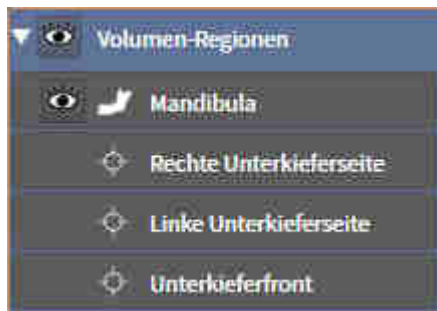 Volumen-Regionen
Mandibula
Rechte Unterkieferseite
Linke Unterkieferseite
Unterkieferfront